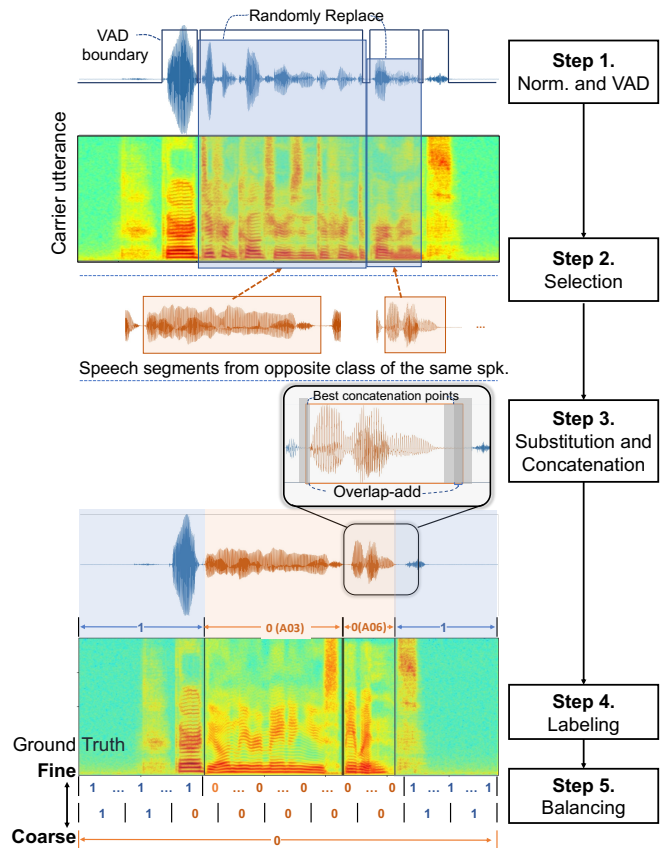 Randomly Replace
VAD
boundary
Step 1.
Norm. and VAD
Carrier utterance
Step 2.
Selection
...
Speech segments from opposite class of the same spk.
Best concatenation points
Overlap-add
Step 3.
Substitution and
Concatenation
1 0 (A03) 0(A06) 1
Step 4.
Labeling
Ground Truth
Fine
Step 5.
Balancing
1 ... 1 ... 1 0 ... 0 ... 0 ... 0 ... 0 1 ... 1 ... 1
1 1 0 0 0 0 0 1 1
Coarse
0